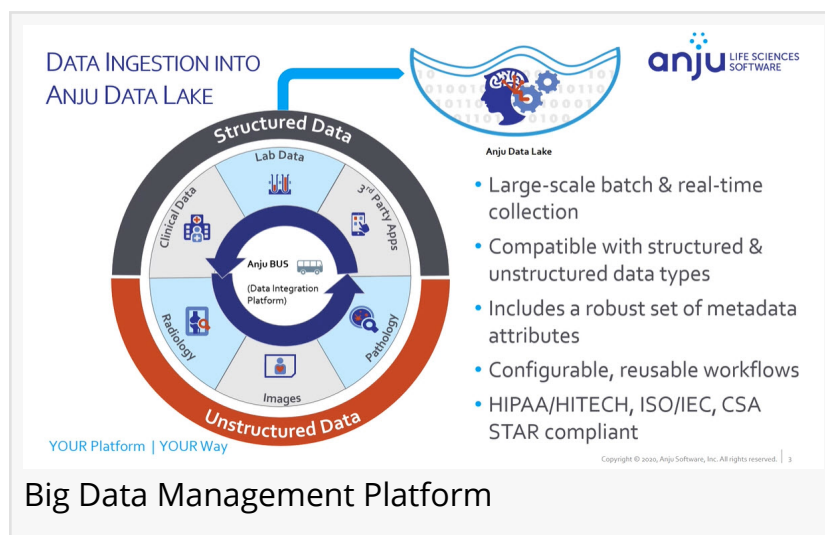 DATA INGESTION INTO
ANJU DATA LAKE
anju LIFE SCIENCES
SOFTWARE
Anju Data Lake
Structured Data
Lab Data
Clinical Data
3rd Party Apps
Anju BUS
(Data Integration
Platform)
Radiology
Pathology
Images
Unstructured Data
• Large-scale batch & real-time
collection
• Compatible with structured &
unstructured data types
• Includes a robust set of metadata
attributes
• Configurable, reusable workflows
• HIPAA/HITECH, ISO/IEC, CSA
STAR compliant
YOUR Platform | YOUR Way
Copyright © 2020, Anju Software, Inc. All rights reserved. | 3
Big Data Management Platform